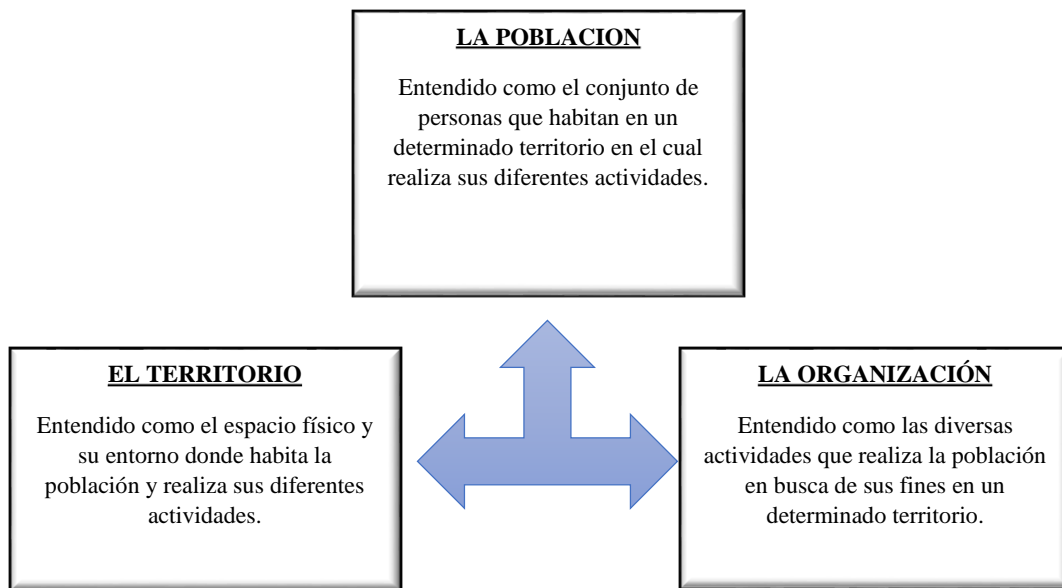 LA POBLACION
Entendido como el conjunto de
personas que habitan en un
determinado territorio en el cual
realiza sus diferentes actividades.
EL TERRITORIO
Entendido como el espacio físico y
su entorno donde habita la
población y realiza sus diferentes
actividades.
LA ORGANIZACIÓN
Entendido como las diversas
actividades que realiza la población
en busca de sus fines en un
determinado territorio.